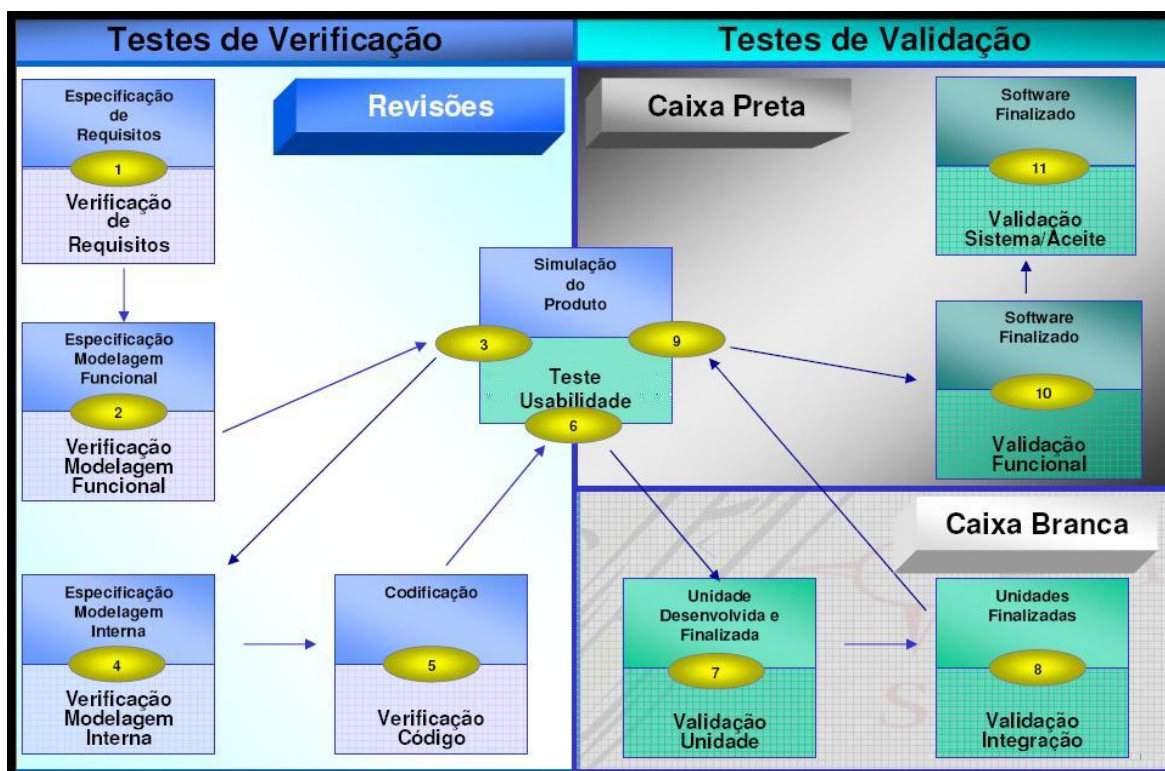 Testes de Verificação
Testes de Validação
Revisões
Caixa Preta
Especificação
de
Requisitos
1
Verificação
de
Requisitos
Especificação
Modelagem
Funcional
2
Verificação
Modelagem
Funcional
Simulação
do
Produto
3
9
Teste
Usabilidade
6
Software
Finalizado
11
Validação
Sistema/Aceite
Software
Finalizado
10
Validação
Funcional
Caixa Branca
Especificação
Modelagem
Interna
4
Verificação
Modelagem
Interna
Codificação
5
Verificação
Código
Unidade
Desenvolvida e
Finalizada
7
Validação
Unidade
Unidades
Finalizadas
8
Validação
Integração